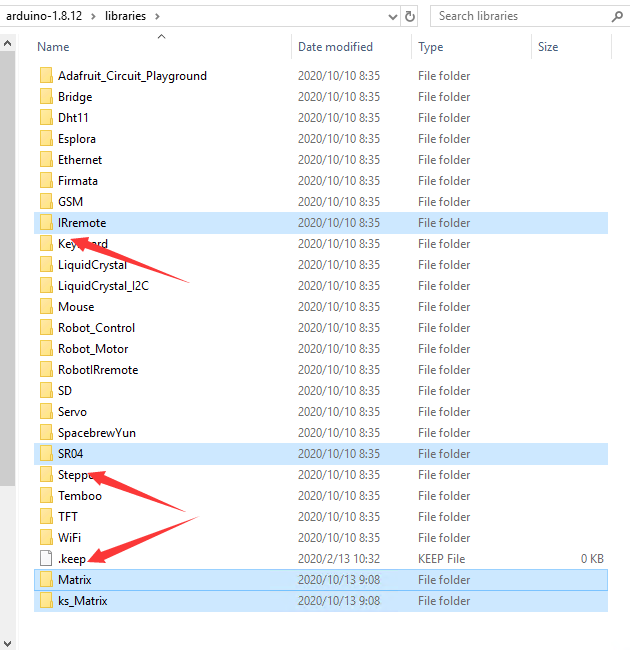 arduino-1.8.12 > libraries > Search libraries
Name Date modified Type Size
Adafruit_Circuit_Playground 2020/10/10 8:35 File folder
Bridge 2020/10/10 8:35 File folder
Dht11 2020/10/10 8:35 File folder
Esplora 2020/10/10 8:35 File folder
Ethernet 2020/10/10 8:35 File folder
Firmata 2020/10/10 8:35 File folder
GSM 2020/10/10 8:35 File folder
IRremote 2020/10/10 8:35 File folder
Keyboard 2020/10/10 8:35 File folder
LiquidCrystal 2020/10/10 8:35 File folder
LiquidCrystal_I2C 2020/10/10 8:35 File folder
Mouse 2020/10/10 8:35 File folder
Robot_Control 2020/10/10 8:35 File folder
Robot_Motor 2020/10/10 8:35 File folder
RobotIRremote 2020/10/10 8:35 File folder
SD 2020/10/10 8:35 File folder
Servo 2020/10/10 8:35 File folder
SpacebrewYun 2020/10/10 8:35 File folder
SR04 2020/10/10 8:35 File folder
Stepper 2020/10/10 8:35 File folder
Temboo 2020/10/10 8:35 File folder
TFT 2020/10/10 8:35 File folder
WiFi 2020/10/10 8:35 File folder
.keep 2020/2/13 10:32 KEEP File 0 KB
Matrix 2020/10/13 9:08 File folder
ks_Matrix 2020/10/13 9:08 File folder